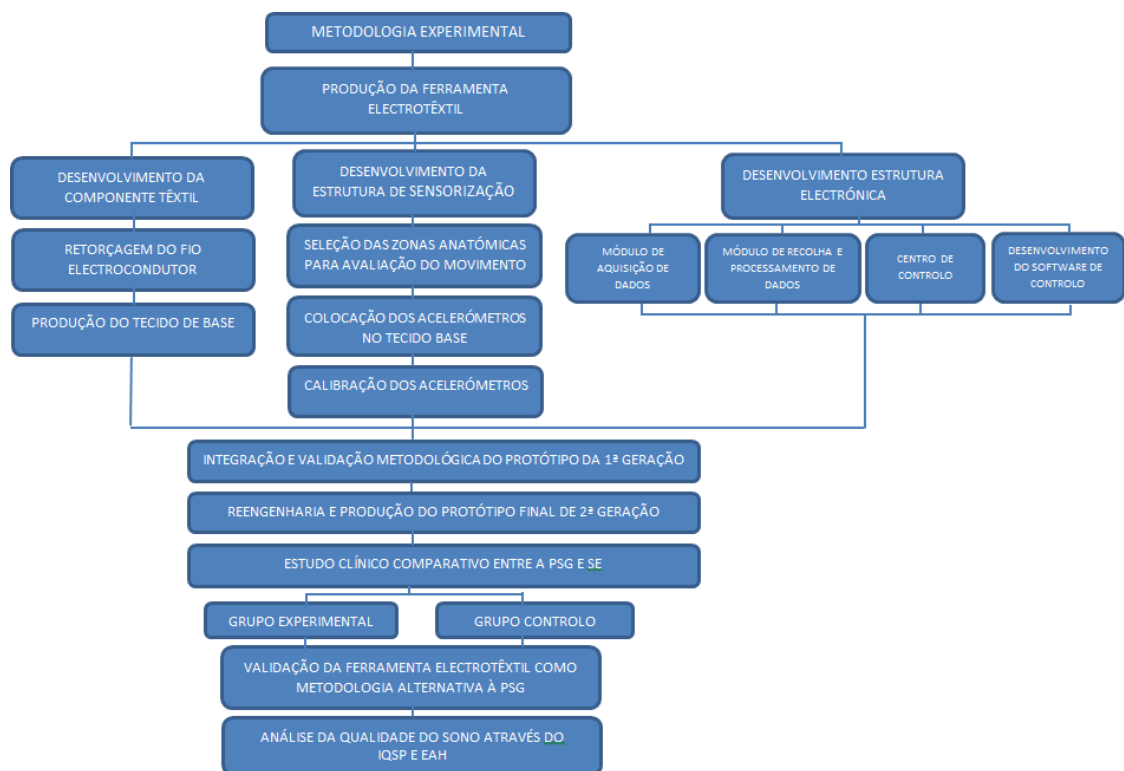 METODOLOGIA EXPERIMENTAL
PRODUÇÃO DA FERRAMENTA
ELECTROTÊXTIL
DESENVOLVIMENTO DA
COMPONENTE TÊXTIL
DESENVOLVIMENTO DA
ESTRUTURA DE SENSORIZAÇÃO
DESENVOLVIMENTO ESTRUTURA
ELECTRÓNICA
RETORÇAGEM DO FIO
ELECTROCONDUTOR
SELEÇÃO DAS ZONAS ANATÓMICAS
PARA AVALIAÇÃO DO MOVIMENTO
MÓDULO DE
AQUISIÇÃO DE
DADOS
MÓDULO DE RECOLHA E
PROCESSAMENTO DE
DADOS
CENTRO DE
CONTROLO
DESENVOLVIMENTO
DO SOFTWARE DE
CONTROLO
PRODUÇÃO DO TECIDO DE BASE
COLOCAÇÃO DOS ACELERÓMETROS
NO TECIDO BASE
CALIBRAÇÃO DOS ACELERÓMETROS
INTEGRAÇÃO E VALIDAÇÃO METODOLÓGICA DO PROTÓTIPO DA 1ª GERAÇÃO
REENGENHARIA E PRODUÇÃO DO PROTÓTIPO FINAL DE 2ª GERAÇÃO
ESTUDO CLÍNICO COMPARATIVO ENTRE A PSG E SE
GRUPO EXPERIMENTAL
GRUPO CONTROLO
VALIDAÇÃO DA FERRAMENTA ELECTROTÊXTIL COMO
METODOLOGIA ALTERNATIVA À PSG
ANÁLISE DA QUALIDADE DO SONO ATRAVÉS DO
IQSP E EAH